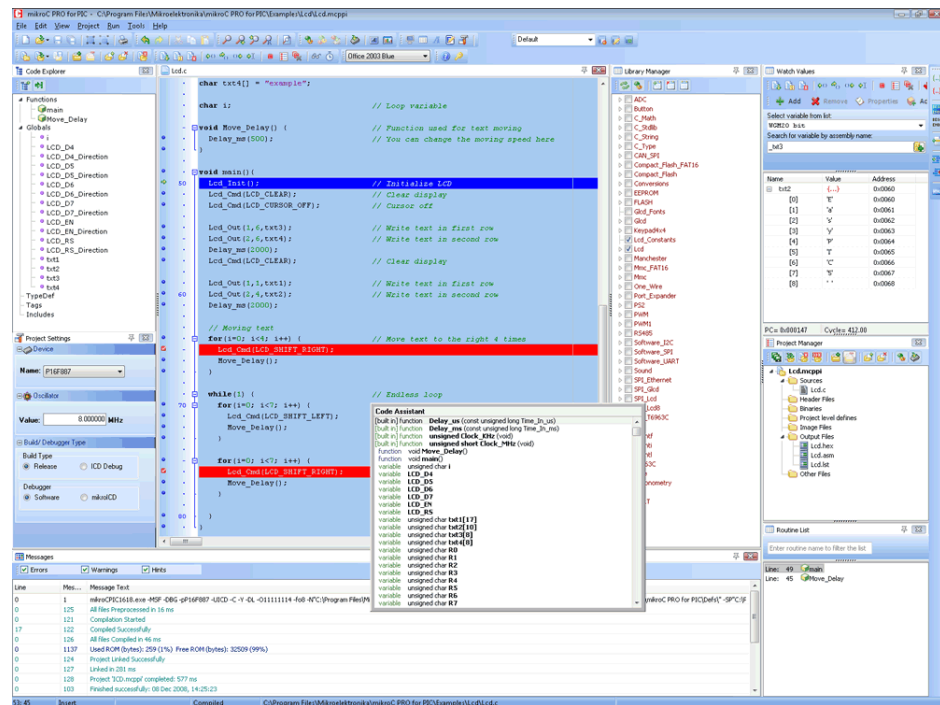 mikroC PRO for PIC - C:\Program Files\Mikroelektronika\mikroC PRO for PIC\Examples\Lcd\Lcd.mcppi
File Edit View Project Run Tools Help
Default
Office 2003 Blue
Code Explorer
Functions
main
Move_Delay
Globals
i
LCD_D4
LCD_D4_Direction
LCD_D5
LCD_D5_Direction
LCD_D6
LCD_D6_Direction
LCD_D7
LCD_D7_Direction
LCD_EN
LCD_EN_Direction
LCD_RS
LCD_RS_Direction
txt1
txt2
txt3
txt4
TypeDef
Tags
Includes
Project Settings
Device
Name: P16F887
Oscillator
Value: 8.000000 MHz
Build/ Debugger Type
Build Type
Release ICD Debug
Debugger
Software mikroICD
Lcd.c
char txt4[] = "example";
char i; // Loop variable
void Move_Delay() { // Function used for text moving
Delay_ms(500); // You can change the moving speed here
}
void main(){
50 Lcd_Init(); // Initialize LCD
Lcd_Cmd(LCD_CLEAR); // Clear display
Lcd_Cmd(LCD_CURSOR_OFF); // Cursor off
Lcd_Out(1,6,txt3); // Write text in first row
Lcd_Out(2,6,txt4); // Write text in second row
Delay_ms(2000);
Lcd_Cmd(LCD_CLEAR); // Clear display
Lcd_Out(1,1,txt1); // Write text in first row
60 Lcd_Out(2,4,txt2); // Write text in second row
Delay_ms(2000);
// Moving text
for(i=0; i<4; i++) { // Move text to the right 4 times
Lcd_Cmd(LCD_SHIFT_RIGHT);
Move_Delay();
}
while(1) { // Endless loop
70 for(i=0; i<7; i++) {
Lcd_Cmd(LCD_SHIFT_LEFT);
Move_Delay();
}
for(i=0; i<7; i++) {
Lcd_Cmd(LCD_SHIFT_RIGHT);
Move_Delay();
}
80 }
}
Code Assistant
[built in] function Delay_us (const unsigned long Time_In_us)
[built in] function Delay_ms (const unsigned long Time_In_ms)
[built in] function unsigned Clock_KHz (void)
[built in] function unsigned short Clock_MHz (void)
function void Move_Delay()
function void main()
variable unsigned char i
variable LCD_D4
variable LCD_D5
variable LCD_D6
variable LCD_D7
variable LCD_EN
variable LCD_RS
variable unsigned char txt1[17]
variable unsigned char txt2[10]
variable unsigned char txt3[8]
variable unsigned char txt4[8]
variable unsigned char R0
variable unsigned char R1
variable unsigned char R2
variable unsigned char R3
variable unsigned char R4
variable unsigned char R5
variable unsigned char R6
variable unsigned char R7
Library Manager
ADC
Button
C_Math
C_Stdlib
C_String
C_Type
CAN_SPI
Compact_Flash_FAT16
Compact_Flash
Conversions
EEPROM
FLASH
Glcd_Fonts
Glcd
Keypad4x4
Lcd_Constants
Lcd
Manchester
Mmc_FAT16
Mmc
One_Wire
Port_Expander
PS2
PWM
PWM1
RS485
Software_I2C
Software_SPI
Software_UART
Sound
SPI_Ethernet
SPI_Glcd
SPI_Lcd
Lcd8
T6963C
Watch Values
Add Remove Properties
Select variable from list:
WGM20 bit
Search for variable by assembly name:
_txt3
Name Value Address
txt2 {...} 0x0060
[0] 'E' 0x0060
[1] 'a' 0x0061
[2] 's' 0x0062
[3] 'y' 0x0063
[4] 'P' 0x0064
[5] 'I' 0x0065
[6] 'C' 0x0066
[7] '5' 0x0067
[8] ' ' 0x0068
PC= 0x000147 Cycle= 412.00
Project Manager
Lcd.mcppi
Sources
Lcd.c
Header Files
Binaries
Project level defines
Image Files
Output Files
Lcd.hex
Lcd.asm
Lcd.lst
Other Files
Routine List
Enter routine name to filter the list
Line: 49 main
Line: 45 Move_Delay
Messages
Errors Warnings Hints
Line Mes... Message Text
0 1 mikroCPIC1618.exe -MSF -DBG -pP16F887 -UICD -C -Y -DL -O11111114 -fo8 -N"C:\Program Files\
0 125 All files Preprocessed in 16 ms
0 121 Compilation Started
17 122 Compiled Successfully
0 126 All files Compiled in 46 ms
0 1137 Used ROM (bytes): 259 (1%) Free ROM (bytes): 32509 (99%)
0 124 Project Linked Successfully
0 127 Linked in 281 ms
0 128 Project 'lCD.mcppi' completed: 577 ms
0 103 Finished successfully: 08 Dec 2008, 14:25:23
53: 45 Insert Compiled C:\Program Files\Mikroelektronika\mikroC PRO for PIC\Examples\Lcd\Lcd.c